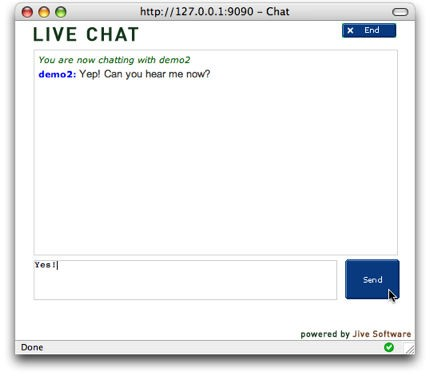 http://127.0.0.1:9090 – Chat
LIVE CHAT
End
You are now chatting with demo2
demo2: Yep! Can you hear me now?
Yes!
Send
powered by Jive Software
Done